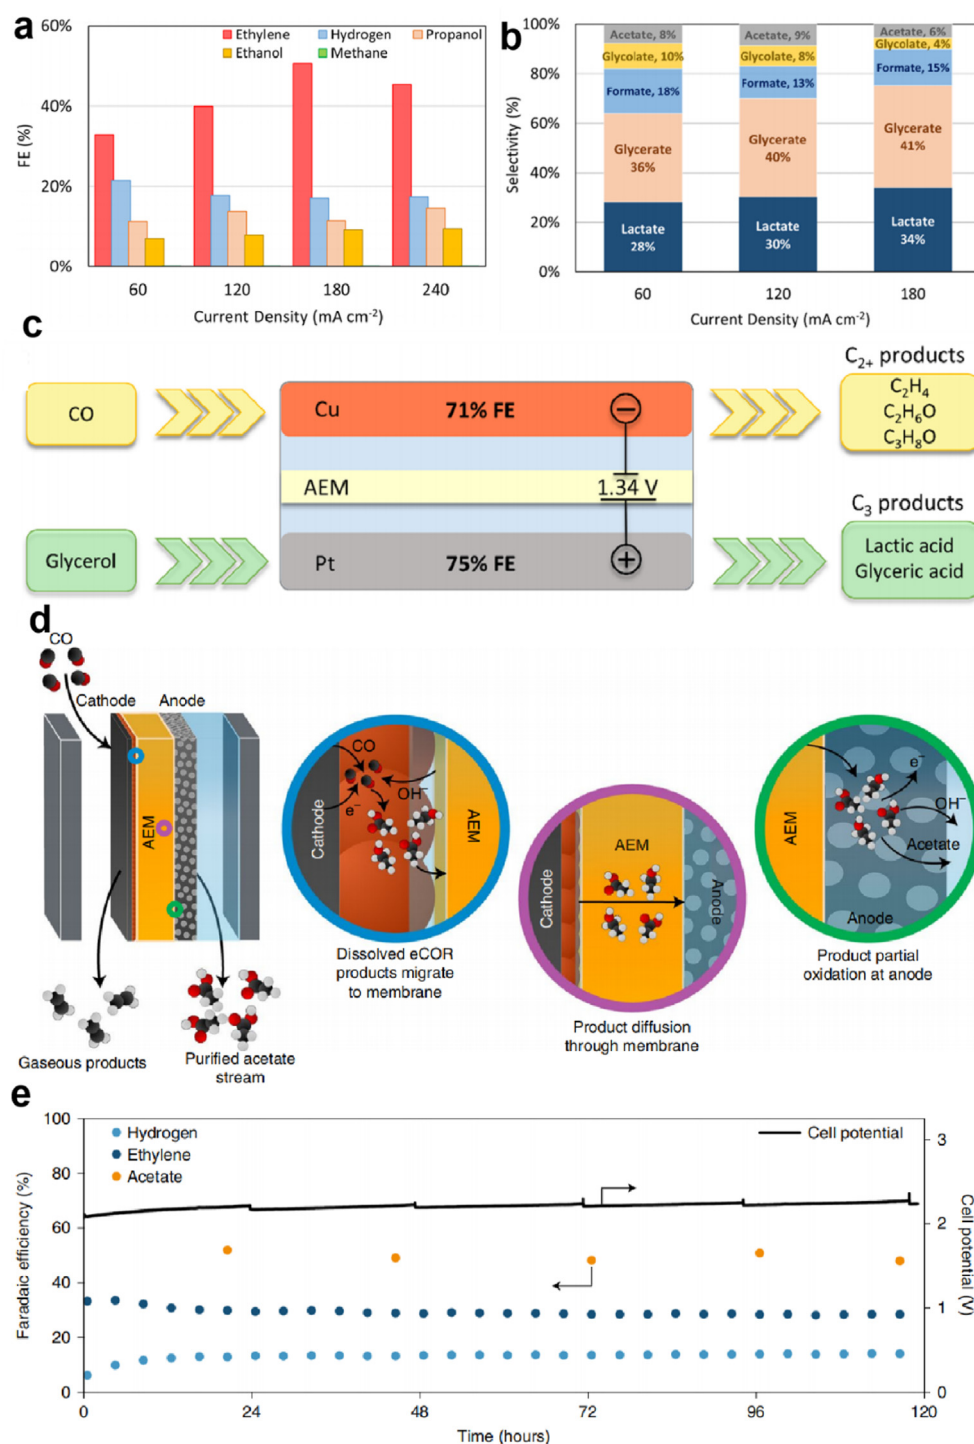 a
Ethylene
Hydrogen
Propanol
Ethanol
Methane
60%
40%
20%
0%
FE (%)
60
120
180
240
Current Density (mA cm⁻²)
b
100%
80%
60%
40%
20%
0%
Selectivity (%)
Acetate, 8%
Glycolate, 10%
Formate, 18%
Glycerate
36%
Lactate
28%
Acetate, 9%
Glycolate, 8%
Formate, 13%
Glycerate
40%
Lactate
30%
Acetate, 6%
Glycolate, 4%
Formate, 15%
Glycerate
41%
Lactate
34%
60
120
180
Current Density (mA cm⁻²)
c
CO
Cu
71% FE
−
AEM
1.34 V
Glycerol
Pt
75% FE
+
C₂₊ products
C₂H₄
C₂H₆O
C₃H₈O
C₃ products
Lactic acid
Glyceric acid
d
CO
Cathode
Anode
AEM
Gaseous products
Purified acetate
stream
CO
e⁻
OH⁻
Cathode
AEM
Dissolved eCOR
products migrate
to membrane
Cathode
AEM
Anode
Product diffusion
through membrane
AEM
e⁻
OH⁻
Acetate
Anode
Product partial
oxidation at anode
e
Hydrogen
Ethylene
Acetate
Cell potential
100
80
60
40
20
0
Faradaic efficiency (%)
3
2
1
0
Cell potential (V)
0
24
48
72
96
120
Time (hours)